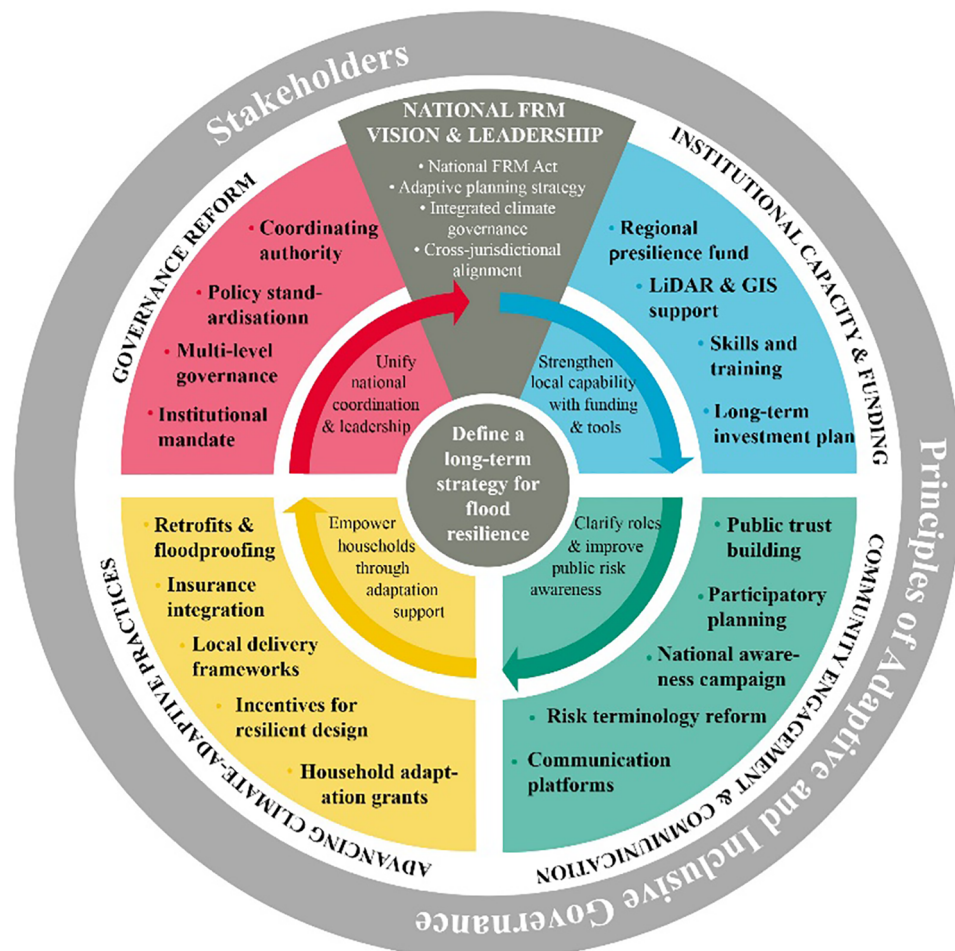 Stakeholders
NATIONAL FRM
VISION & LEADERSHIP
• National FRM Act
• Adaptive planning strategy
• Integrated climate
governance
• Cross-jurisdictional
alignment
GOVERNANCE REFORM
• Coordinating
authority
• Policy stand-
ardisationn
• Multi-level
governance
• Institutional
mandate
Unify
national
coordination
& leadership
INSTITUTIONAL CAPACITY & FUNDING
• Regional
presilience fund
• LiDAR & GIS
support
• Skills and
training
• Long-term
investment plan
Strengthen
local capability
with funding
& tools
Define a
long-term
strategy for
flood
resilience
COMMUNITY ENGAGEMENT & COMMUNICATION
• Public trust
building
• Participatory
planning
• National aware-
ness campaign
• Risk terminology reform
• Communication
platforms
Clarify roles
& improve
public risk
awareness
ADVANCING CLIMATE-ADAPTIVE PRACTICES
• Retrofits &
floodproofing
• Insurance
integration
• Local delivery
frameworks
• Incentives for
resilient design
• Household adapt-
ation grants
Empower
households
through
adaptation
support
Principles of Adaptive and Inclusive Governance